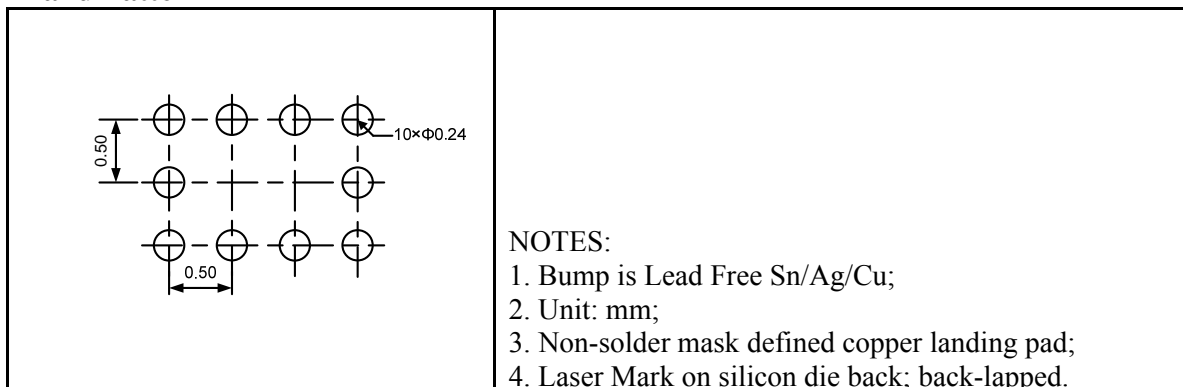 10×Φ0.24
0.50
0.50
NOTES:
1. Bump is Lead Free Sn/Ag/Cu;
2. Unit: mm;
3. Non-solder mask defined copper landing pad;
4. Laser Mark on silicon die back; back-lapped.